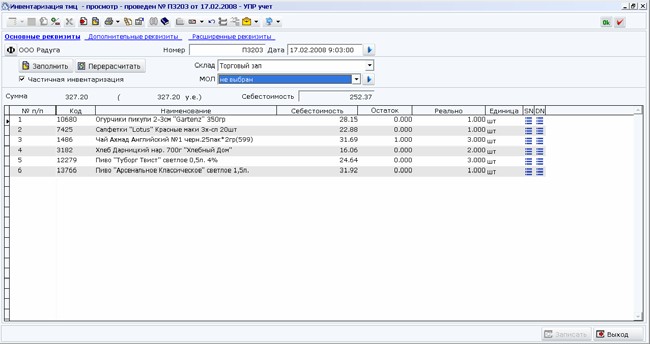 Инвентаризация тмц - просмотр - проведен № П3203 от 17.02.2008 - УПР учет
Основные реквизиты Дополнительные реквизиты Расширенные реквизиты
Ф ООО Радуга Номер П3203 Дата 17.02.2008 9:03:00
Заполнить Перерасчитать Склад Торговый зал
Частичная инвентаризация МОЛ не выбран
Сумма 327.20 ( 327.20 у.е.) Себестоимость 252.37
№ п/п Код Наименование Себестоимость Остаток Реально Единица SN DN
1 10680 Огурчики пикули 2-3см "Gartenz" 350гр 28.15 0.000 1.000 шт
2 7425 Салфетки "Lotus" Красные маки 3х-сл 20шт 22.88 0.000 1.000 шт
3 1486 Чай Ахмад Английский №1 черн.25пак*2гр(599) 31.69 1.000 3.000 шт
4 3182 Хлеб Дарницкий нар. 700г "Хлебный Дом" 16.06 0.000 2.000 шт
5 12279 Пиво "Туборг Твист" светлое 0,5л. 4% 24.64 0.000 3.000 шт
6 13766 Пиво "Арсенальное Классическое" светлое 1,5л. 31.92 0.000 1.000 шт
Записать Выход